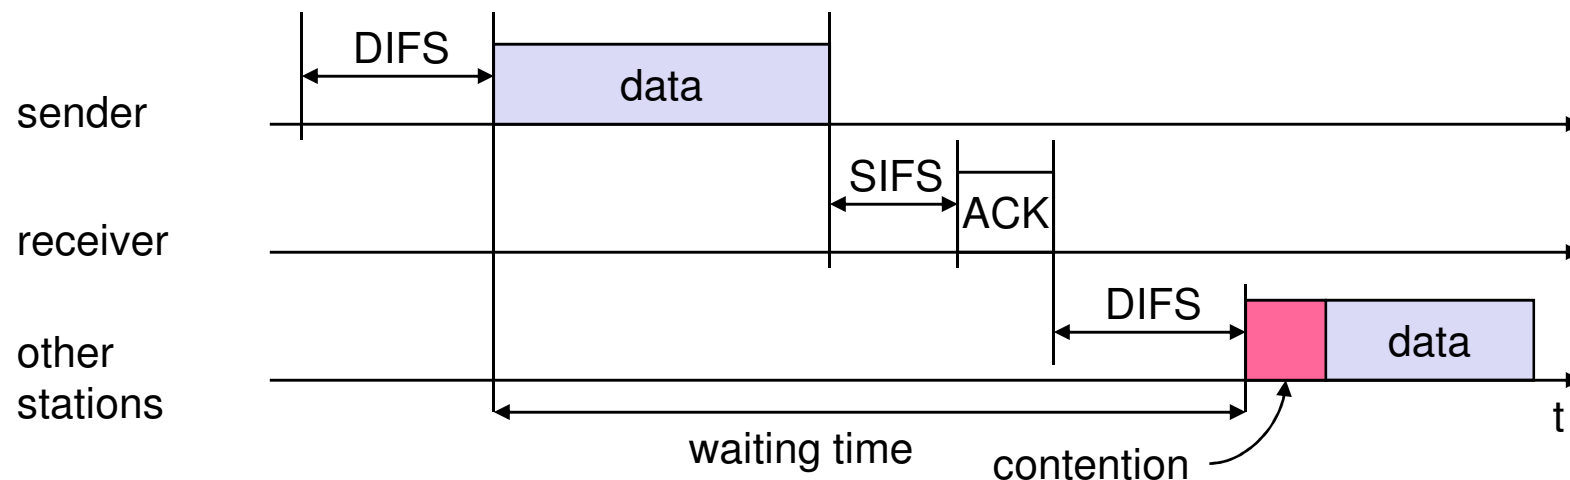 DIFS
data
sender
SIFS
ACK
receiver
DIFS
data
other
stations
t
waiting time
contention